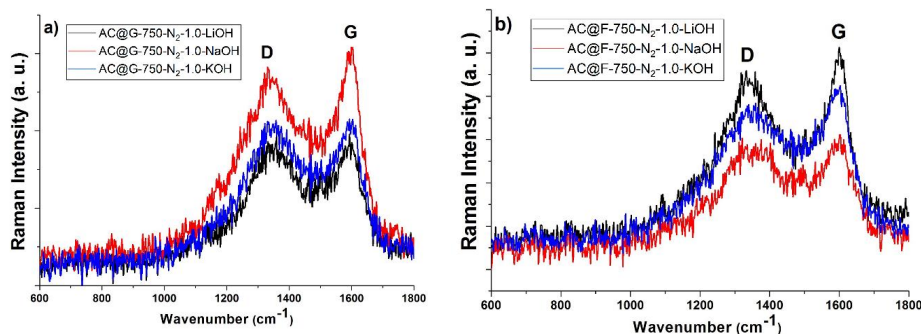 a)
AC@G-750-N₂-1.0-LiOH
AC@G-750-N₂-1.0-NaOH
AC@G-750-N₂-1.0-KOH
D
G
Raman Intensity (a. u.)
600 800 1000 1200 1400 1600 1800
Wavenumber (cm⁻¹)
b)
AC@F-750-N₂-1.0-LiOH
AC@F-750-N₂-1.0-NaOH
AC@F-750-N₂-1.0-KOH
D
G
Raman Intensity (a. u.)
600 800 1000 1200 1400 1600 1800
Wavenumber (cm⁻¹)